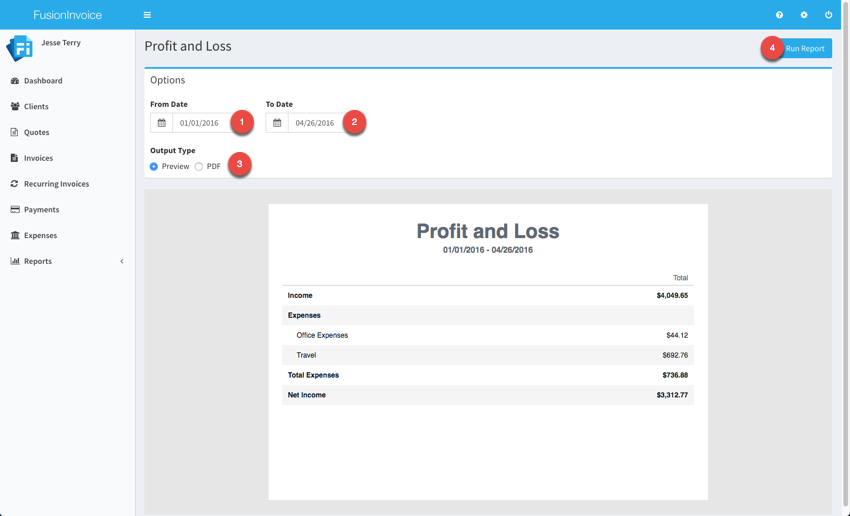 FusionInvoice
Jesse Terry
Dashboard
Clients
Quotes
Invoices
Recurring Invoices
Payments
Expenses
Reports
Profit and Loss
4 Run Report
Options
From Date To Date
01/01/2016 1 04/26/2016 2
Output Type
Preview PDF 3
Profit and Loss
01/01/2016 - 04/26/2016
Total
Income $4,049.65
Expenses
Office Expenses $44.12
Travel $692.76
Total Expenses $736.88
Net Income $3,312.77